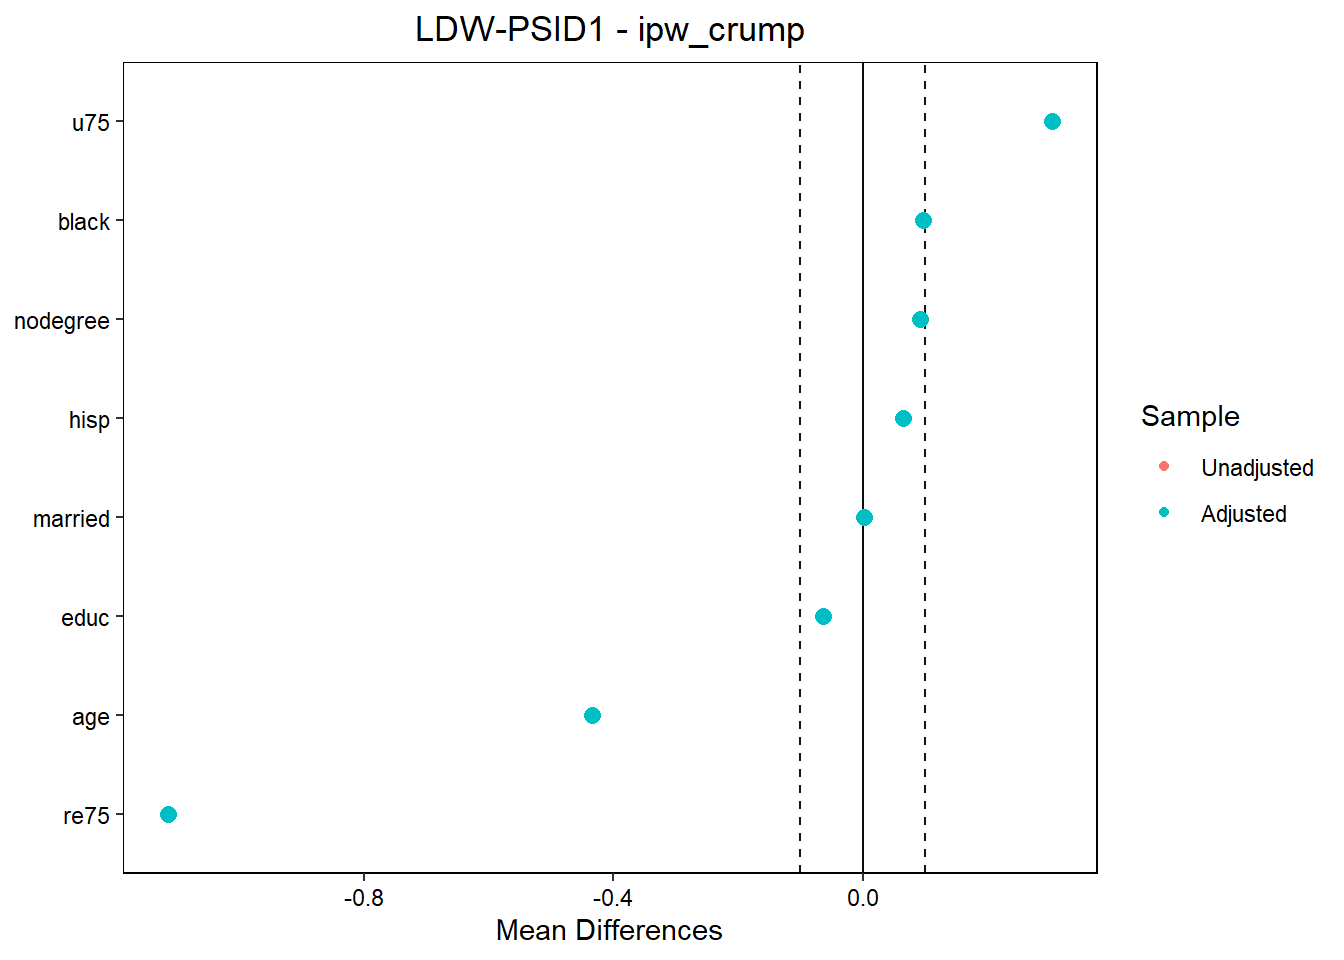 LDW-PSID1 - ipw_crump
u75
black
nodegree
hisp
married
educ
age
re75
-0.8 -0.4 0.0
Mean Differences
Sample
Unadjusted
Adjusted